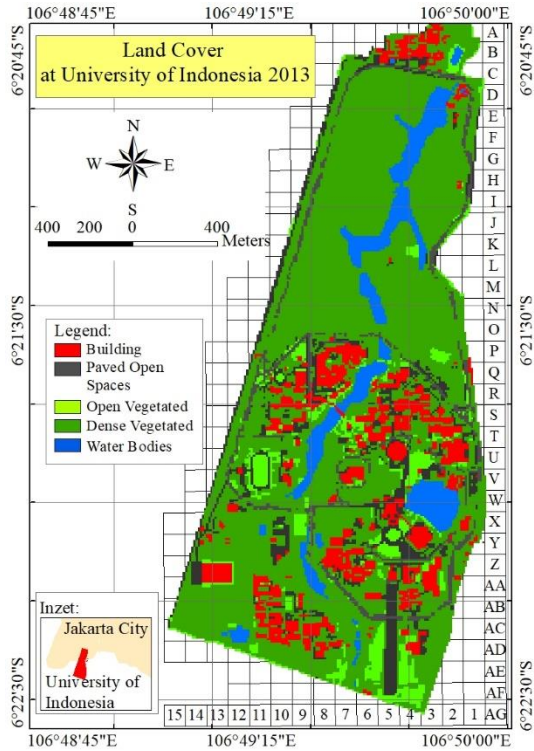 106°48'45"E 106°49'15"E 106°50'00"E
Land Cover
at University of Indonesia 2013
6°20'45"S
6°20'45"S
N
W E
S
400 200 0 400
Meters
6°21'30"S
6°21'30"S
Legend:
Building
Paved Open
Spaces
Open Vegetated
Dense Vegetated
Water Bodies
Inzet:
Jakarta City
University of
Indonesia
6°22'30"S
6°22'30"S
A
B
C
D
E
F
G
H
I
J
K
L
M
N
O
P
Q
R
S
T
U
V
W
X
Y
Z
AA
AB
AC
AD
AE
AF
15 14 13 12 11 10 9 8 7 6 5 4 3 2 1 AG
106°48'45"E 106°49'15"E 106°50'00"E